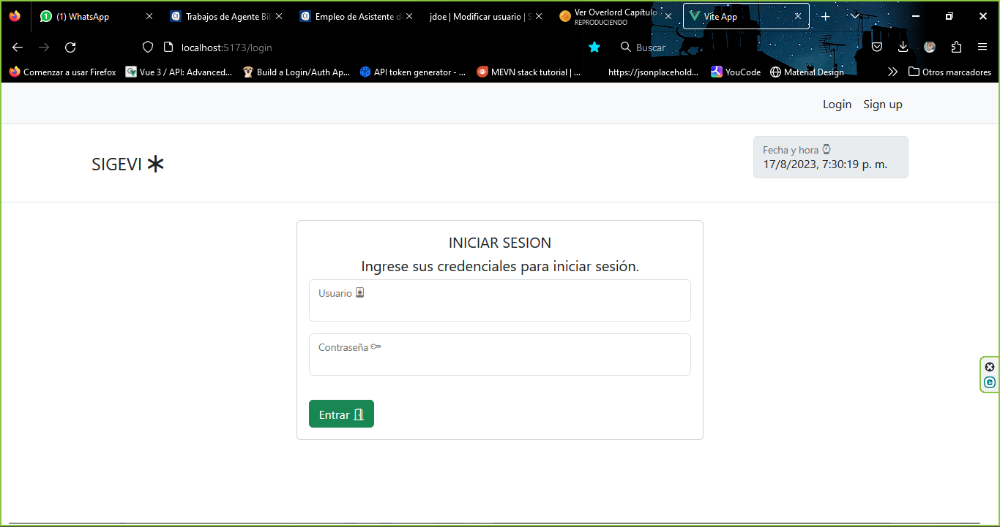 (1) WhatsApp
Trabajos de Agente Bili
Empleo de Asistente de
jdoe | Modificar usuario | S
Ver Overlord Capítulo
REPRODUCIENDO
Vite App
localhost:5173/login
Buscar
Comenzar a usar Firefox
Vue 3 / API: Advanced...
Build a Login/Auth Ap...
API token generator - ...
MEVN stack tutorial | ...
https://jsonplacehold...
YouCode
Material Design
Otros marcadores
Login Sign up
SIGEVI
Fecha y hora
17/8/2023, 7:30:19 p. m.
INICIAR SESION
Ingrese sus credenciales para iniciar sesión.
Usuario
Contraseña
Entrar